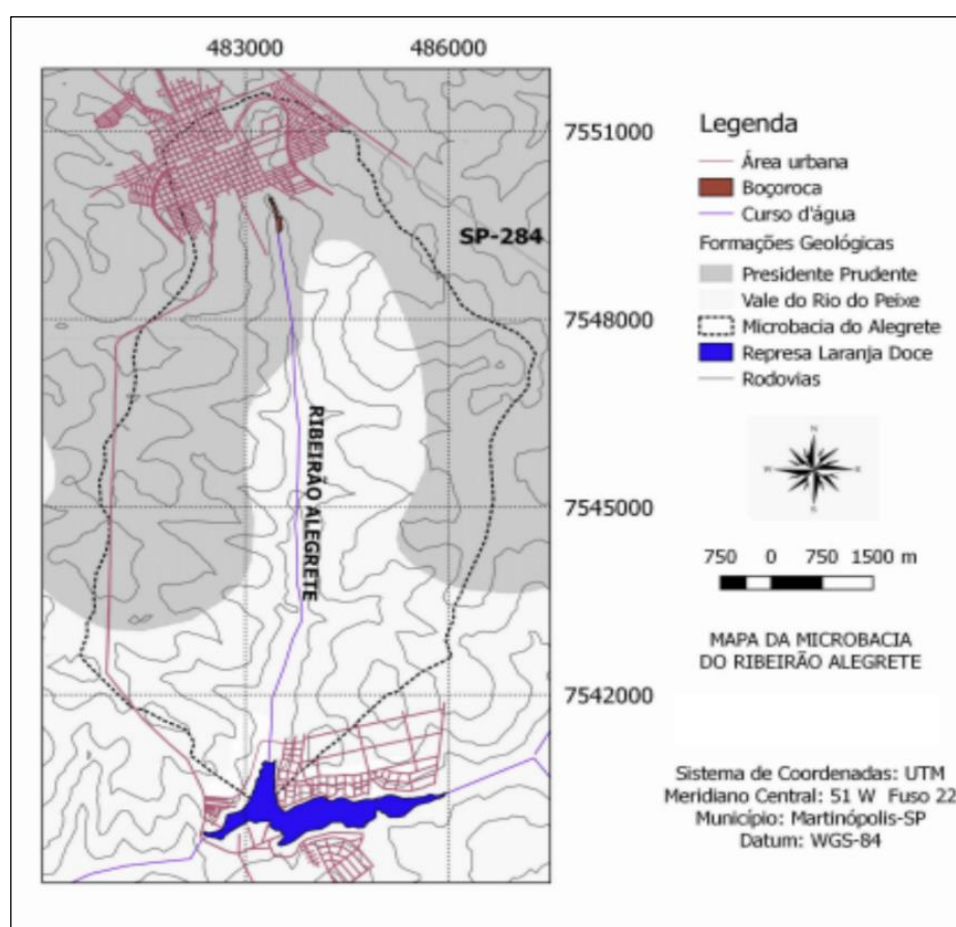 483000 486000
7551000
7548000
7545000
7542000
SP-284
RIBEIRÃO ALEGRETE
Legenda
Área urbana
Boçoroca
Curso d'água
Formações Geológicas
Presidente Prudente
Vale do Rio do Peixe
Microbacia do Alegrete
Represa Laranja Doce
Rodovias
N
W E
S
750 0 750 1500 m
MAPA DA MICROBACIA
DO RIBEIRÃO ALEGRETE
Sistema de Coordenadas: UTM
Meridiano Central: 51 W Fuso 22
Município: Martinópolis-SP
Datum: WGS-84